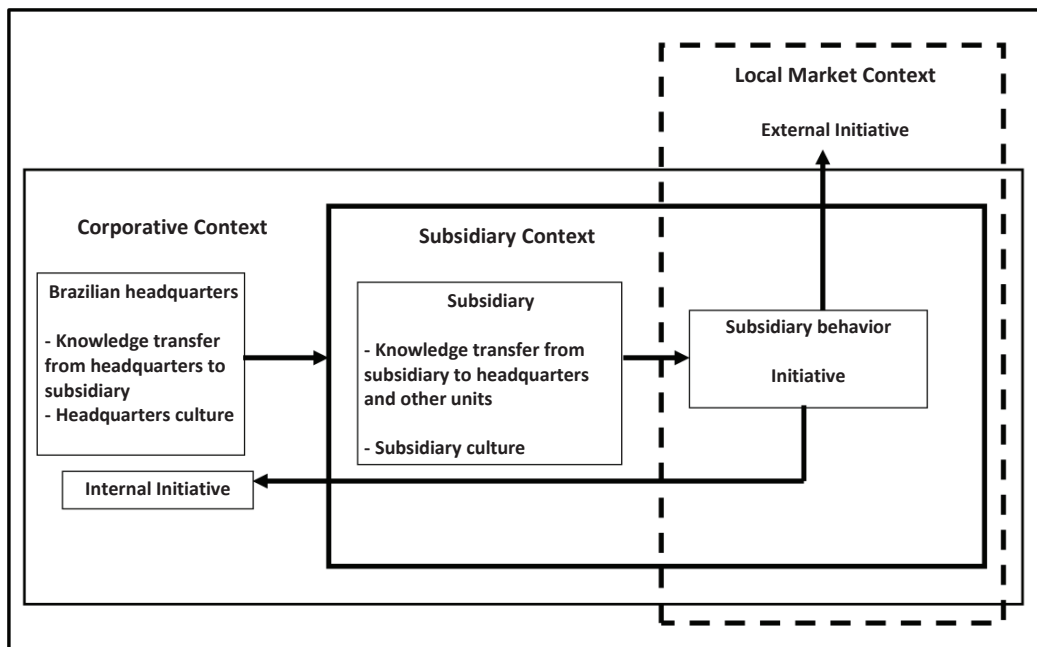 Local Market Context
External Initiative
Corporative Context
Subsidiary Context
Brazilian headquarters
- Knowledge transfer
from headquarters to
subsidiary
- Headquarters culture
Subsidiary
- Knowledge transfer from
subsidiary to headquarters
and other units
- Subsidiary culture
Subsidiary behavior
Initiative
Internal Initiative